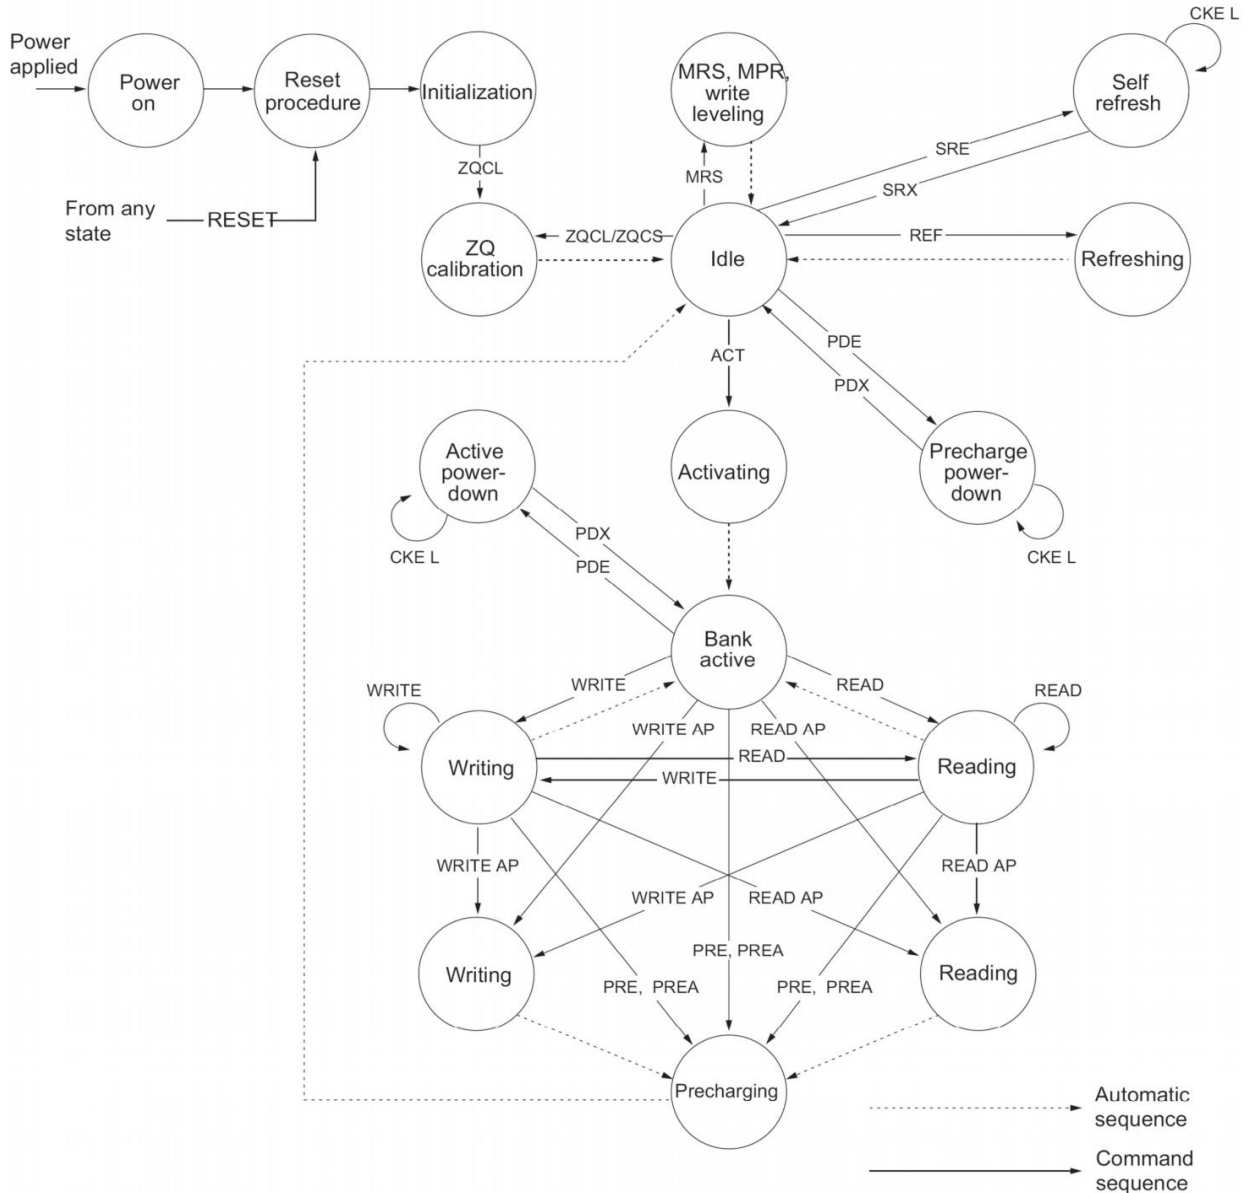 CKE L
Power
applied
Power
on
Reset
procedure
Initialization
MRS, MPR,
write
leveling
Self
refresh
ZQCL
MRS
SRE
SRX
From any
state
RESET
ZQ
calibration
ZQCL/ZQCS
Idle
REF
Refreshing
ACT
PDE
PDX
Active
power-
down
Activating
Precharge
power-
down
CKE L
PDX
PDE
CKE L
Bank
active
WRITE
WRITE
READ
READ
WRITE AP
READ AP
Writing
READ
WRITE
Reading
WRITE AP
READ AP
WRITE AP
READ AP
PRE, PREA
Writing
Reading
PRE, PREA
PRE, PREA
Precharging
Automatic
sequence
Command
sequence